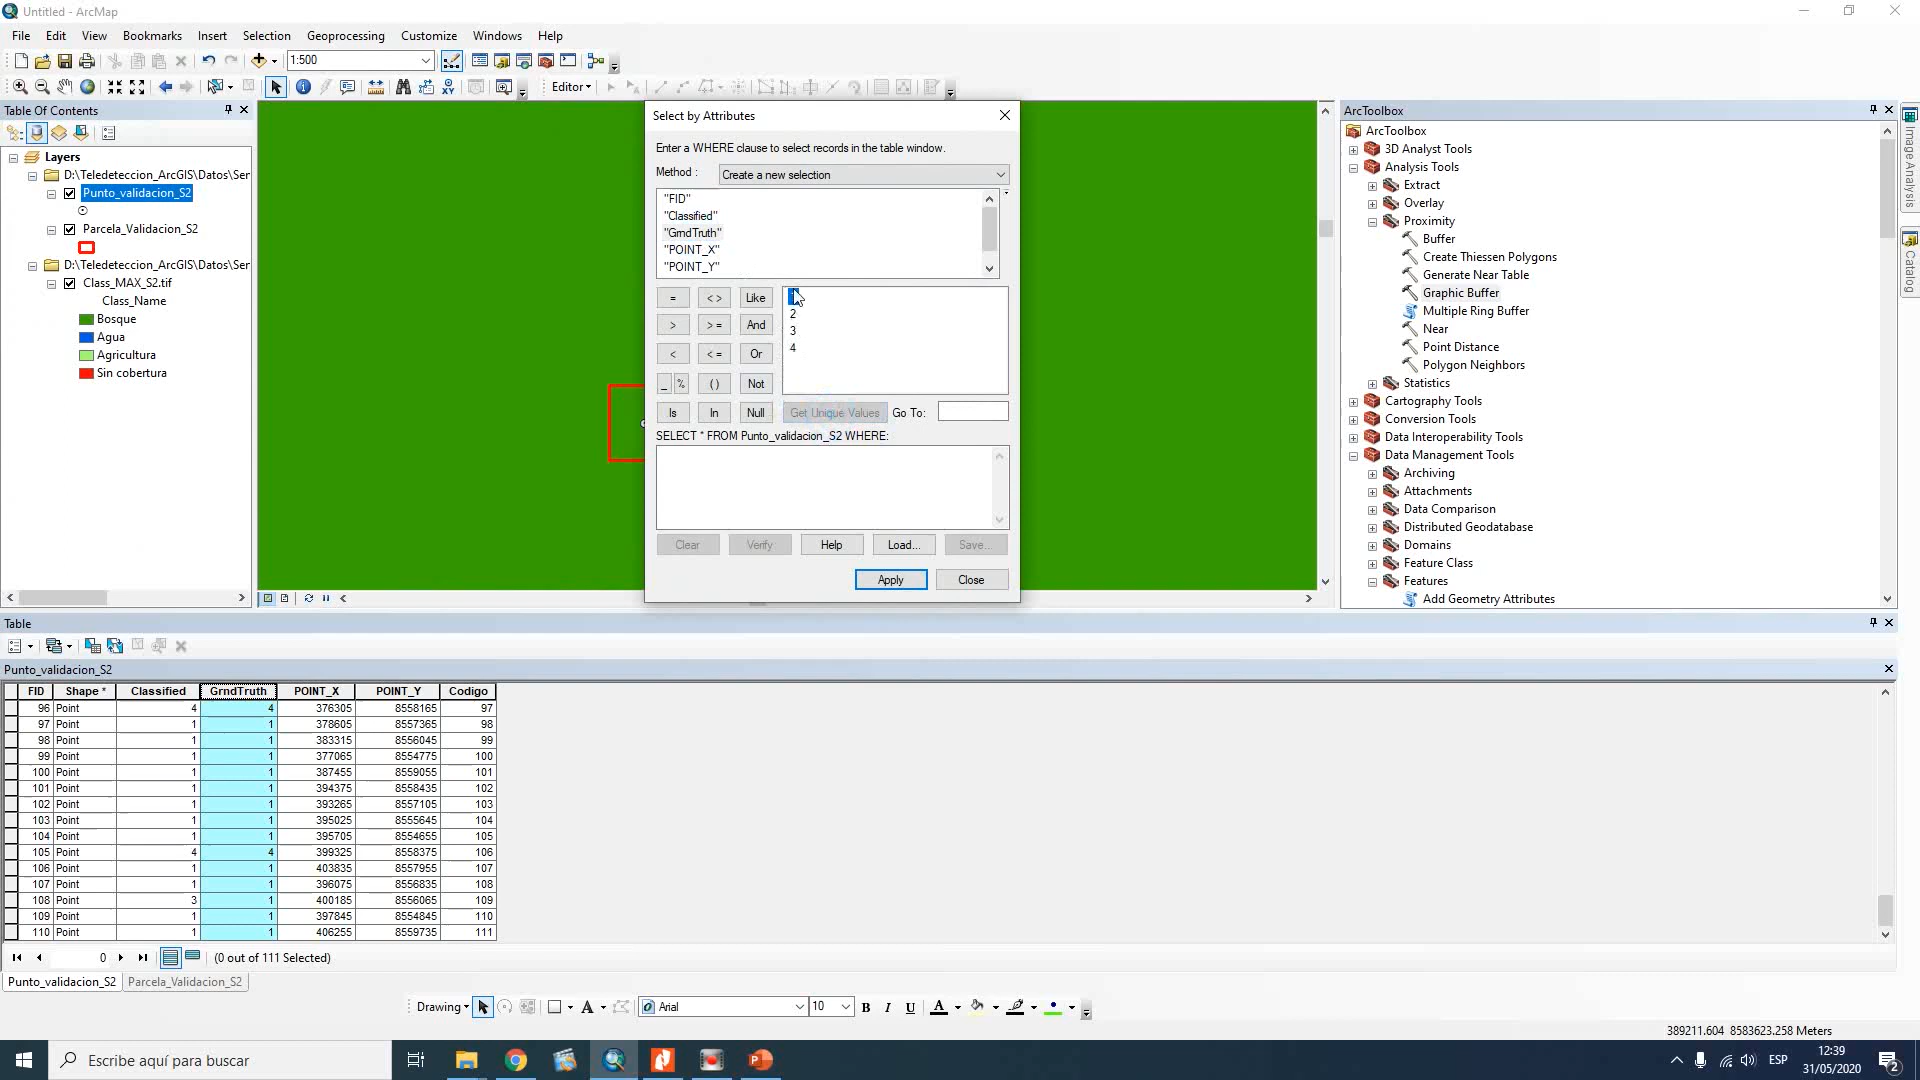 Untitled - ArcMap
File Edit View Bookmarks Insert Selection Geoprocessing Customize Windows Help
1:500
Editor
Table Of Contents
Layers
D:\Teledeteccion_ArcGIS\Datos\Ser
Punto_validacion_S2
Parcela_Validacion_S2
D:\Teledeteccion_ArcGIS\Datos\Ser
Class_MAX_S2.tif
Class_Name
Bosque
Agua
Agricultura
Sin cobertura
Select by Attributes
Enter a WHERE clause to select records in the table window.
Method : Create a new selection
"FID"
"Classified"
"GrndTruth"
"POINT_X"
"POINT_Y"
= < > Like
> > = And
< < = Or
_ % ( ) Not
Is In Null
2
3
4
Get Unique Values Go To:
SELECT * FROM Punto_validacion_S2 WHERE:
Clear Verify Help Load... Save...
Apply Close
ArcToolbox
ArcToolbox
3D Analyst Tools
Analysis Tools
Extract
Overlay
Proximity
Buffer
Create Thiessen Polygons
Generate Near Table
Graphic Buffer
Multiple Ring Buffer
Near
Point Distance
Polygon Neighbors
Statistics
Cartography Tools
Conversion Tools
Data Interoperability Tools
Data Management Tools
Archiving
Attachments
Data Comparison
Distributed Geodatabase
Domains
Feature Class
Features
Add Geometry Attributes
Image Analysis
Catalog
Table
Punto_validacion_S2
FID Shape * Classified GrndTruth POINT_X POINT_Y Codigo
96 Point 4 4 376305 8558165 97
97 Point 1 1 378605 8557365 98
98 Point 1 1 383315 8556045 99
99 Point 1 1 377065 8554775 100
100 Point 1 1 387455 8559055 101
101 Point 1 1 394375 8558435 102
102 Point 1 1 393265 8557105 103
103 Point 1 1 395025 8555645 104
104 Point 1 1 395705 8554655 105
105 Point 4 4 399325 8558375 106
106 Point 1 1 403835 8557955 107
107 Point 1 1 396075 8556835 108
108 Point 3 1 400185 8556065 109
109 Point 1 1 397845 8554845 110
110 Point 1 1 406255 8559735 111
0 (0 out of 111 Selected)
Punto_validacion_S2 Parcela_Validacion_S2
Drawing A Arial 10 B I U A
389211.604 8583623.258 Meters
Escribe aquí para buscar
ESP
12:39
31/05/2020
2